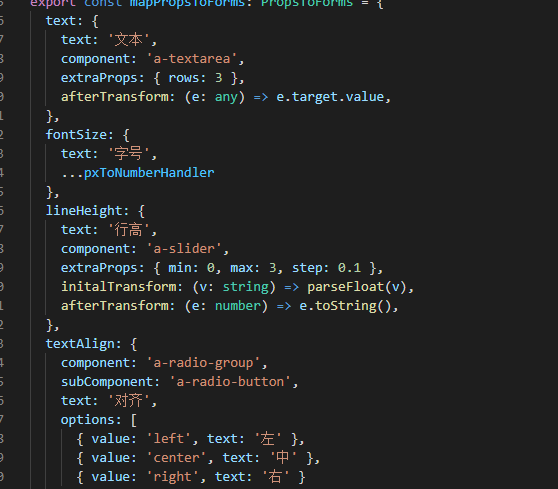 export const mapPropsToForms: PropsToForms = {
text: {
text: '文本',
component: 'a-textarea',
extraProps: { rows: 3 },
afterTransform: (e: any) => e.target.value,
},
fontSize: {
text: '字号',
...pxToNumberHandler
},
lineHeight: {
text: '行高',
component: 'a-slider',
extraProps: { min: 0, max: 3, step: 0.1 },
initalTransform: (v: string) => parseFloat(v),
afterTransform: (e: number) => e.toString(),
},
textAlign: {
component: 'a-radio-group',
subComponent: 'a-radio-button',
text: '对齐',
options: [
{ value: 'left', text: '左' },
{ value: 'center', text: '中' },
{ value: 'right', text: '右' }